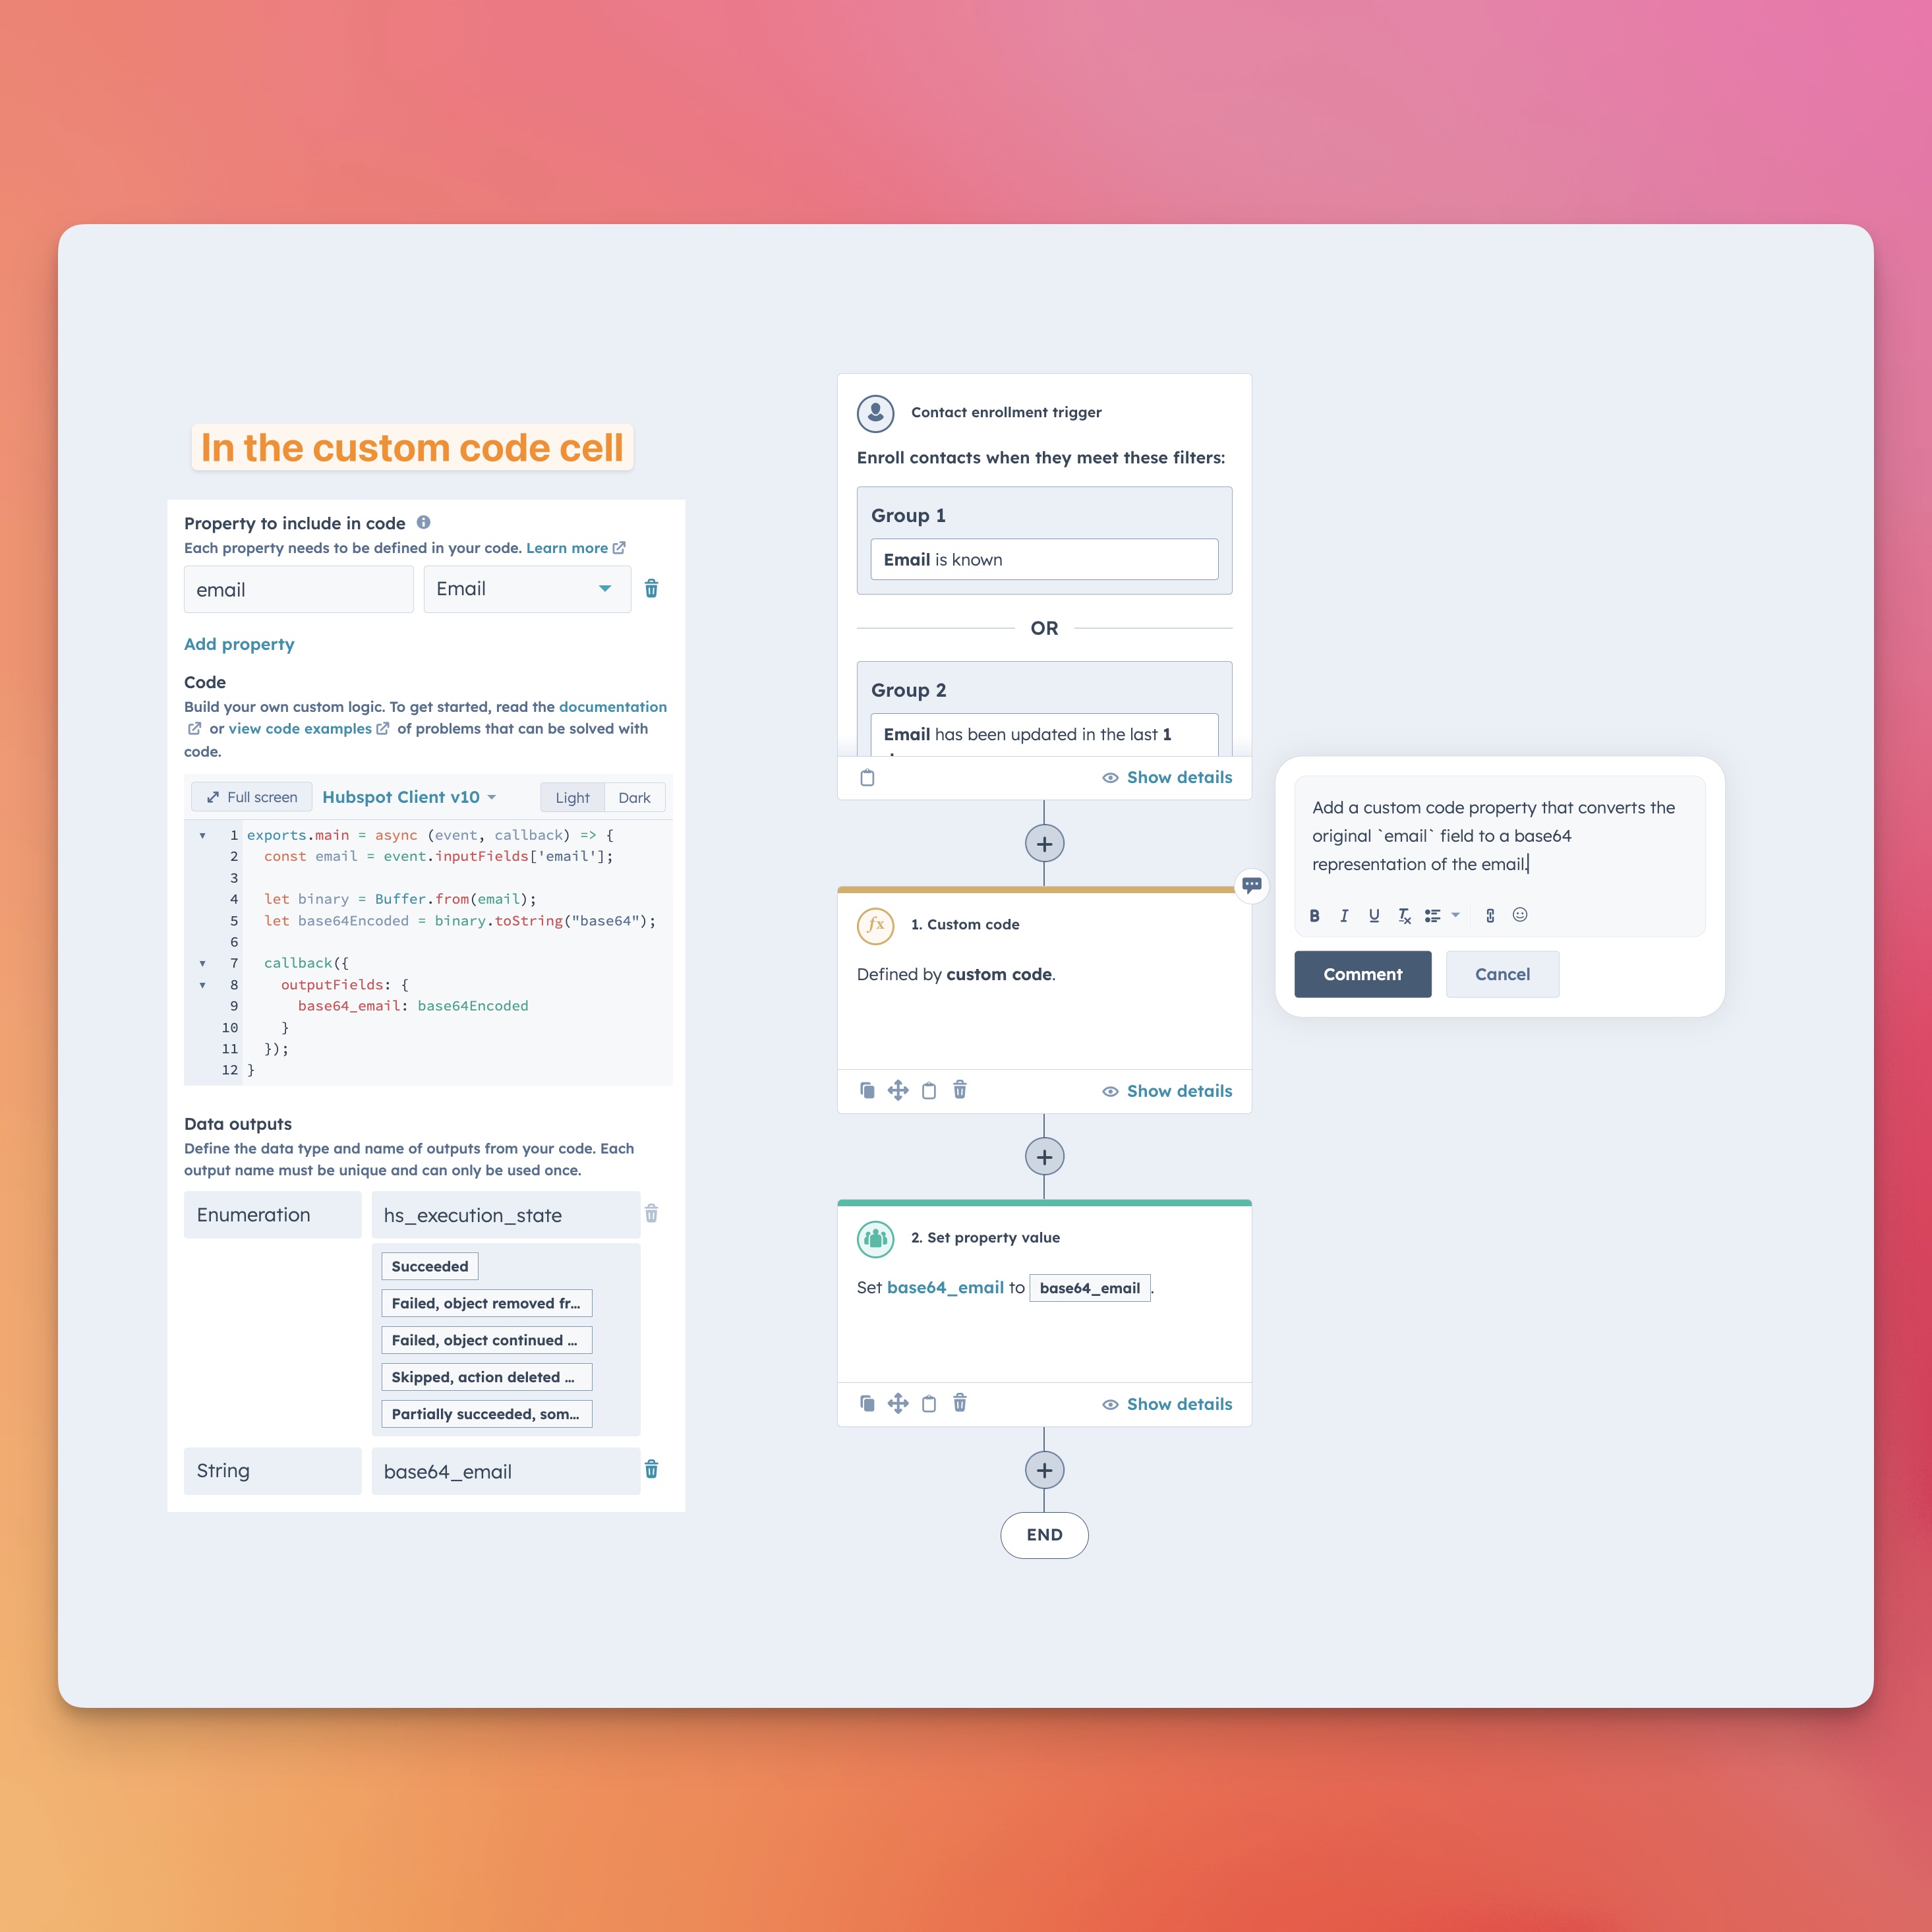 In the custom code cell
Property to include in code
Each property needs to be defined in your code. Learn more
email
Email
Add property
Code
Build your own custom logic. To get started, read the documentation
or view code examples of problems that can be solved with
code.
Full screen
Hubspot Client v10
Light
Dark
1 exports.main = async (event, callback) => {
2   const email = event.inputFields['email'];
3
4   let binary = Buffer.from(email);
5   let base64Encoded = binary.toString("base64");
6
7   callback({
8     outputFields: {
9       base64_email: base64Encoded
10     }
11   });
12 }
Data outputs
Define the data type and name of outputs from your code. Each
output name must be unique and can only be used once.
Enumeration
hs_execution_state
Succeeded
Failed, object removed fr...
Failed, object continued ...
Skipped, action deleted ...
Partially succeeded, som...
String
base64_email
Contact enrollment trigger
Enroll contacts when they meet these filters:
Group 1
Email is known
OR
Group 2
Email has been updated in the last 1
Show details
1. Custom code
Defined by custom code.
Show details
2. Set property value
Set base64_email to base64_email.
Show details
END
Add a custom code property that converts the
original `email` field to a base64
representation of the email.
B I U Tx
Comment
Cancel